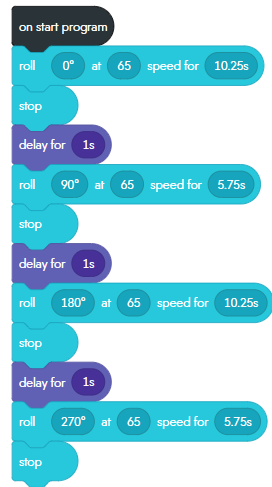 on start program
roll 0° at 65 speed for 10.25s
stop
delay for 1s
roll 90° at 65 speed for 5.75s
stop
delay for 1s
roll 180° at 65 speed for 10.25s
stop
delay for 1s
roll 270° at 65 speed for 5.75s
stop